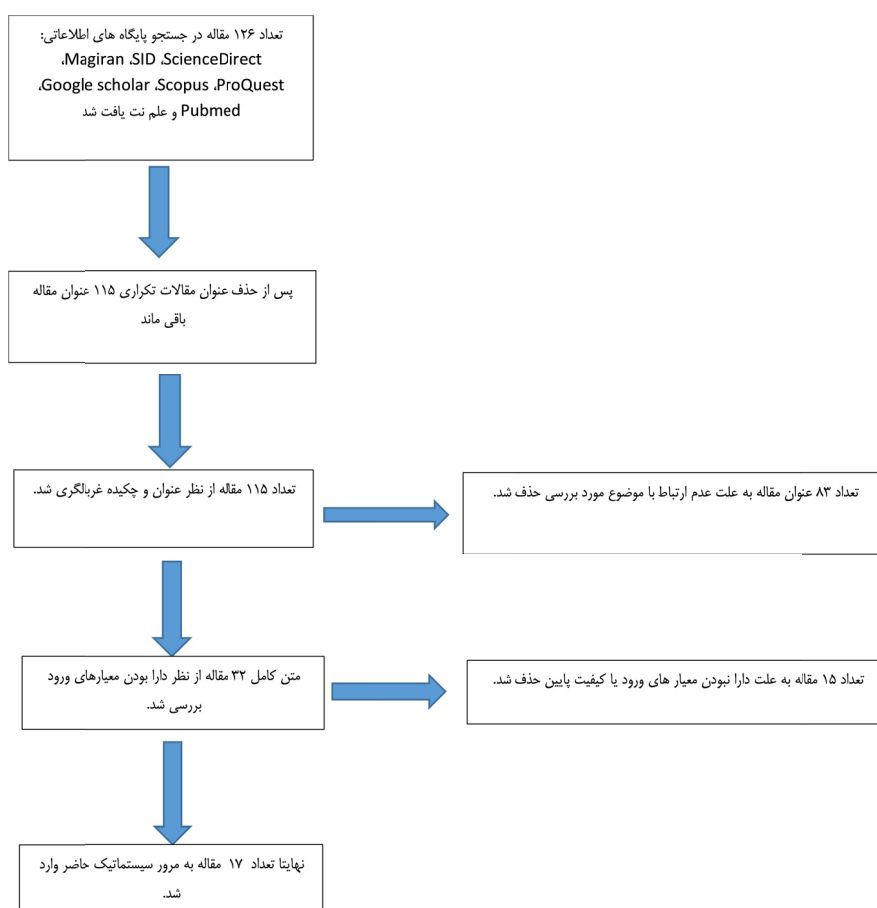 تعداد ۱۲۶ مقاله در جستجو پایگاه های اطلاعاتی:
Magiran ،SID ،ScienceDirect،
Google scholar ،Scopus ،ProQuest،
Pubmed و علم نت یافت شد
پس از حذف عنوان مقالات تکراری ۱۱۵ عنوان مقاله
باقی ماند
تعداد ۱۱۵ مقاله از نظر عنوان و چکیده غربالگری شد.
تعداد ۸۳ عنوان مقاله به علت عدم ارتباط با موضوع مورد بررسی حذف شد.
متن کامل ۳۲ مقاله از نظر دارا بودن معیارهای ورود
بررسی شد.
تعداد ۱۵ مقاله به علت دارا نبودن معیار های ورود یا کیفیت پایین حذف شد.
نهایتا تعداد ۱۷ مقاله به مرور سیستماتیک حاضر وارد
شد.